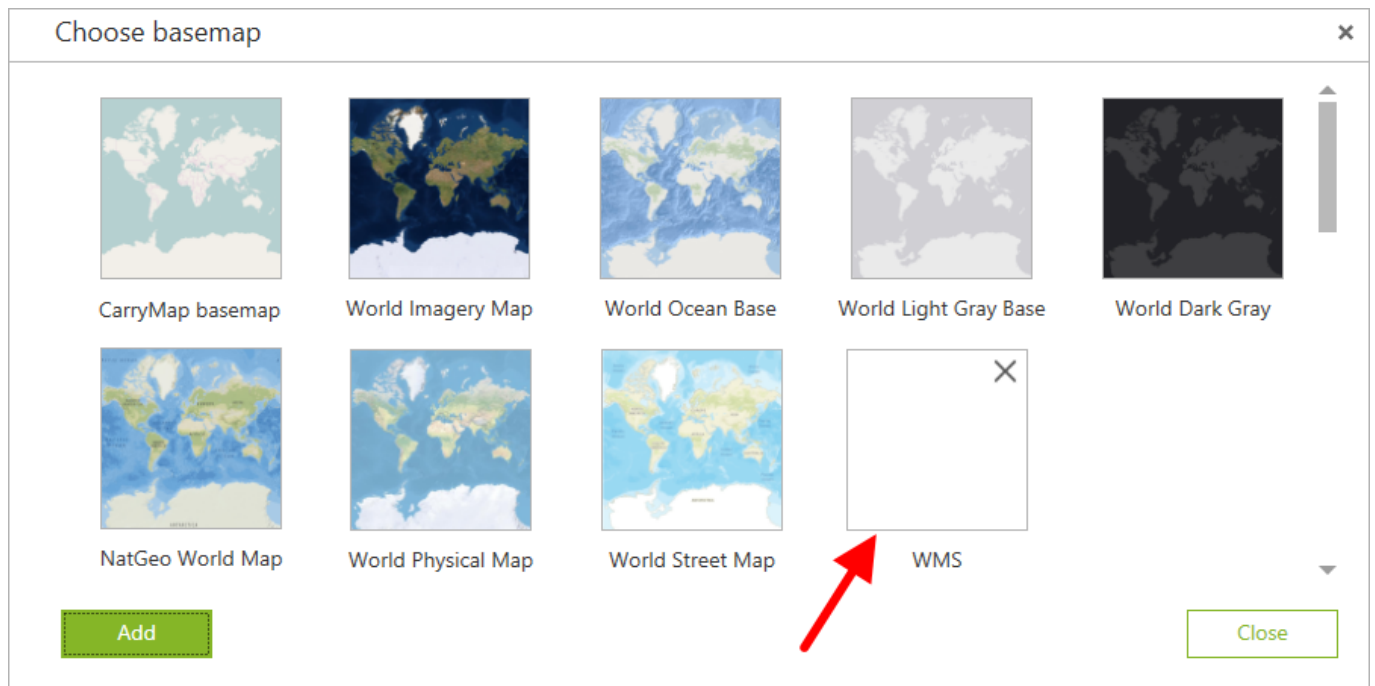 Choose basemap
CarryMap basemap
World Imagery Map
World Ocean Base
World Light Gray Base
World Dark Gray
NatGeo World Map
World Physical Map
World Street Map
WMS
Add
Close